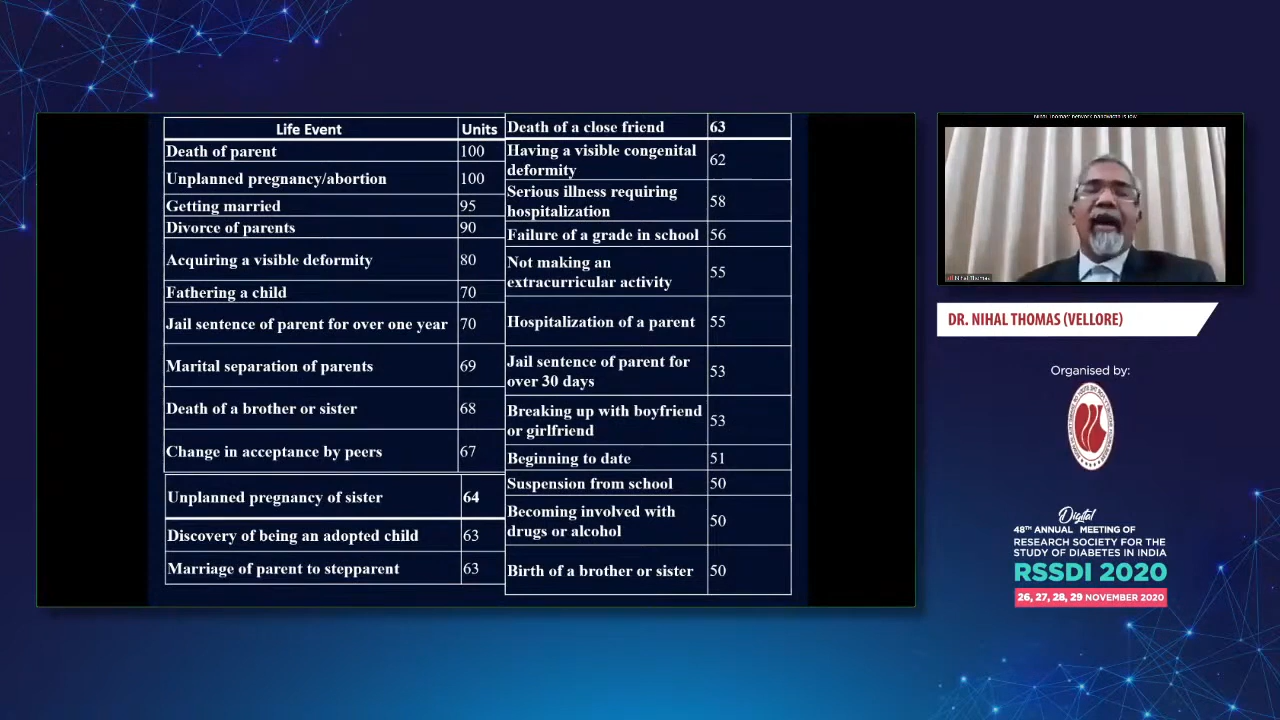 Life Event Units
Death of parent 100
Unplanned pregnancy/abortion 100
Getting married 95
Divorce of parents 90
Acquiring a visible deformity 80
Fathering a child 70
Jail sentence of parent for over one year 70
Marital separation of parents 69
Death of a brother or sister 68
Change in acceptance by peers 67
Unplanned pregnancy of sister 64
Discovery of being an adopted child 63
Marriage of parent to stepparent 63
Death of a close friend 63
Having a visible congenital
deformity 62
Serious illness requiring
hospitalization 58
Failure of a grade in school 56
Not making an
extracurricular activity 55
Hospitalization of a parent 55
Jail sentence of parent for
over 30 days 53
Breaking up with boyfriend
or girlfriend 53
Beginning to date 51
Suspension from school 50
Becoming involved with
drugs or alcohol 50
Birth of a brother or sister 50
Nihal Thomas
DR. NIHAL THOMAS (VELLORE)
Organised by:
Digital
48TH ANNUAL MEETING OF
RESEARCH SOCIETY FOR THE
STUDY OF DIABETES IN INDIA
RSSDI 2020
26, 27, 28, 29 NOVEMBER 2020